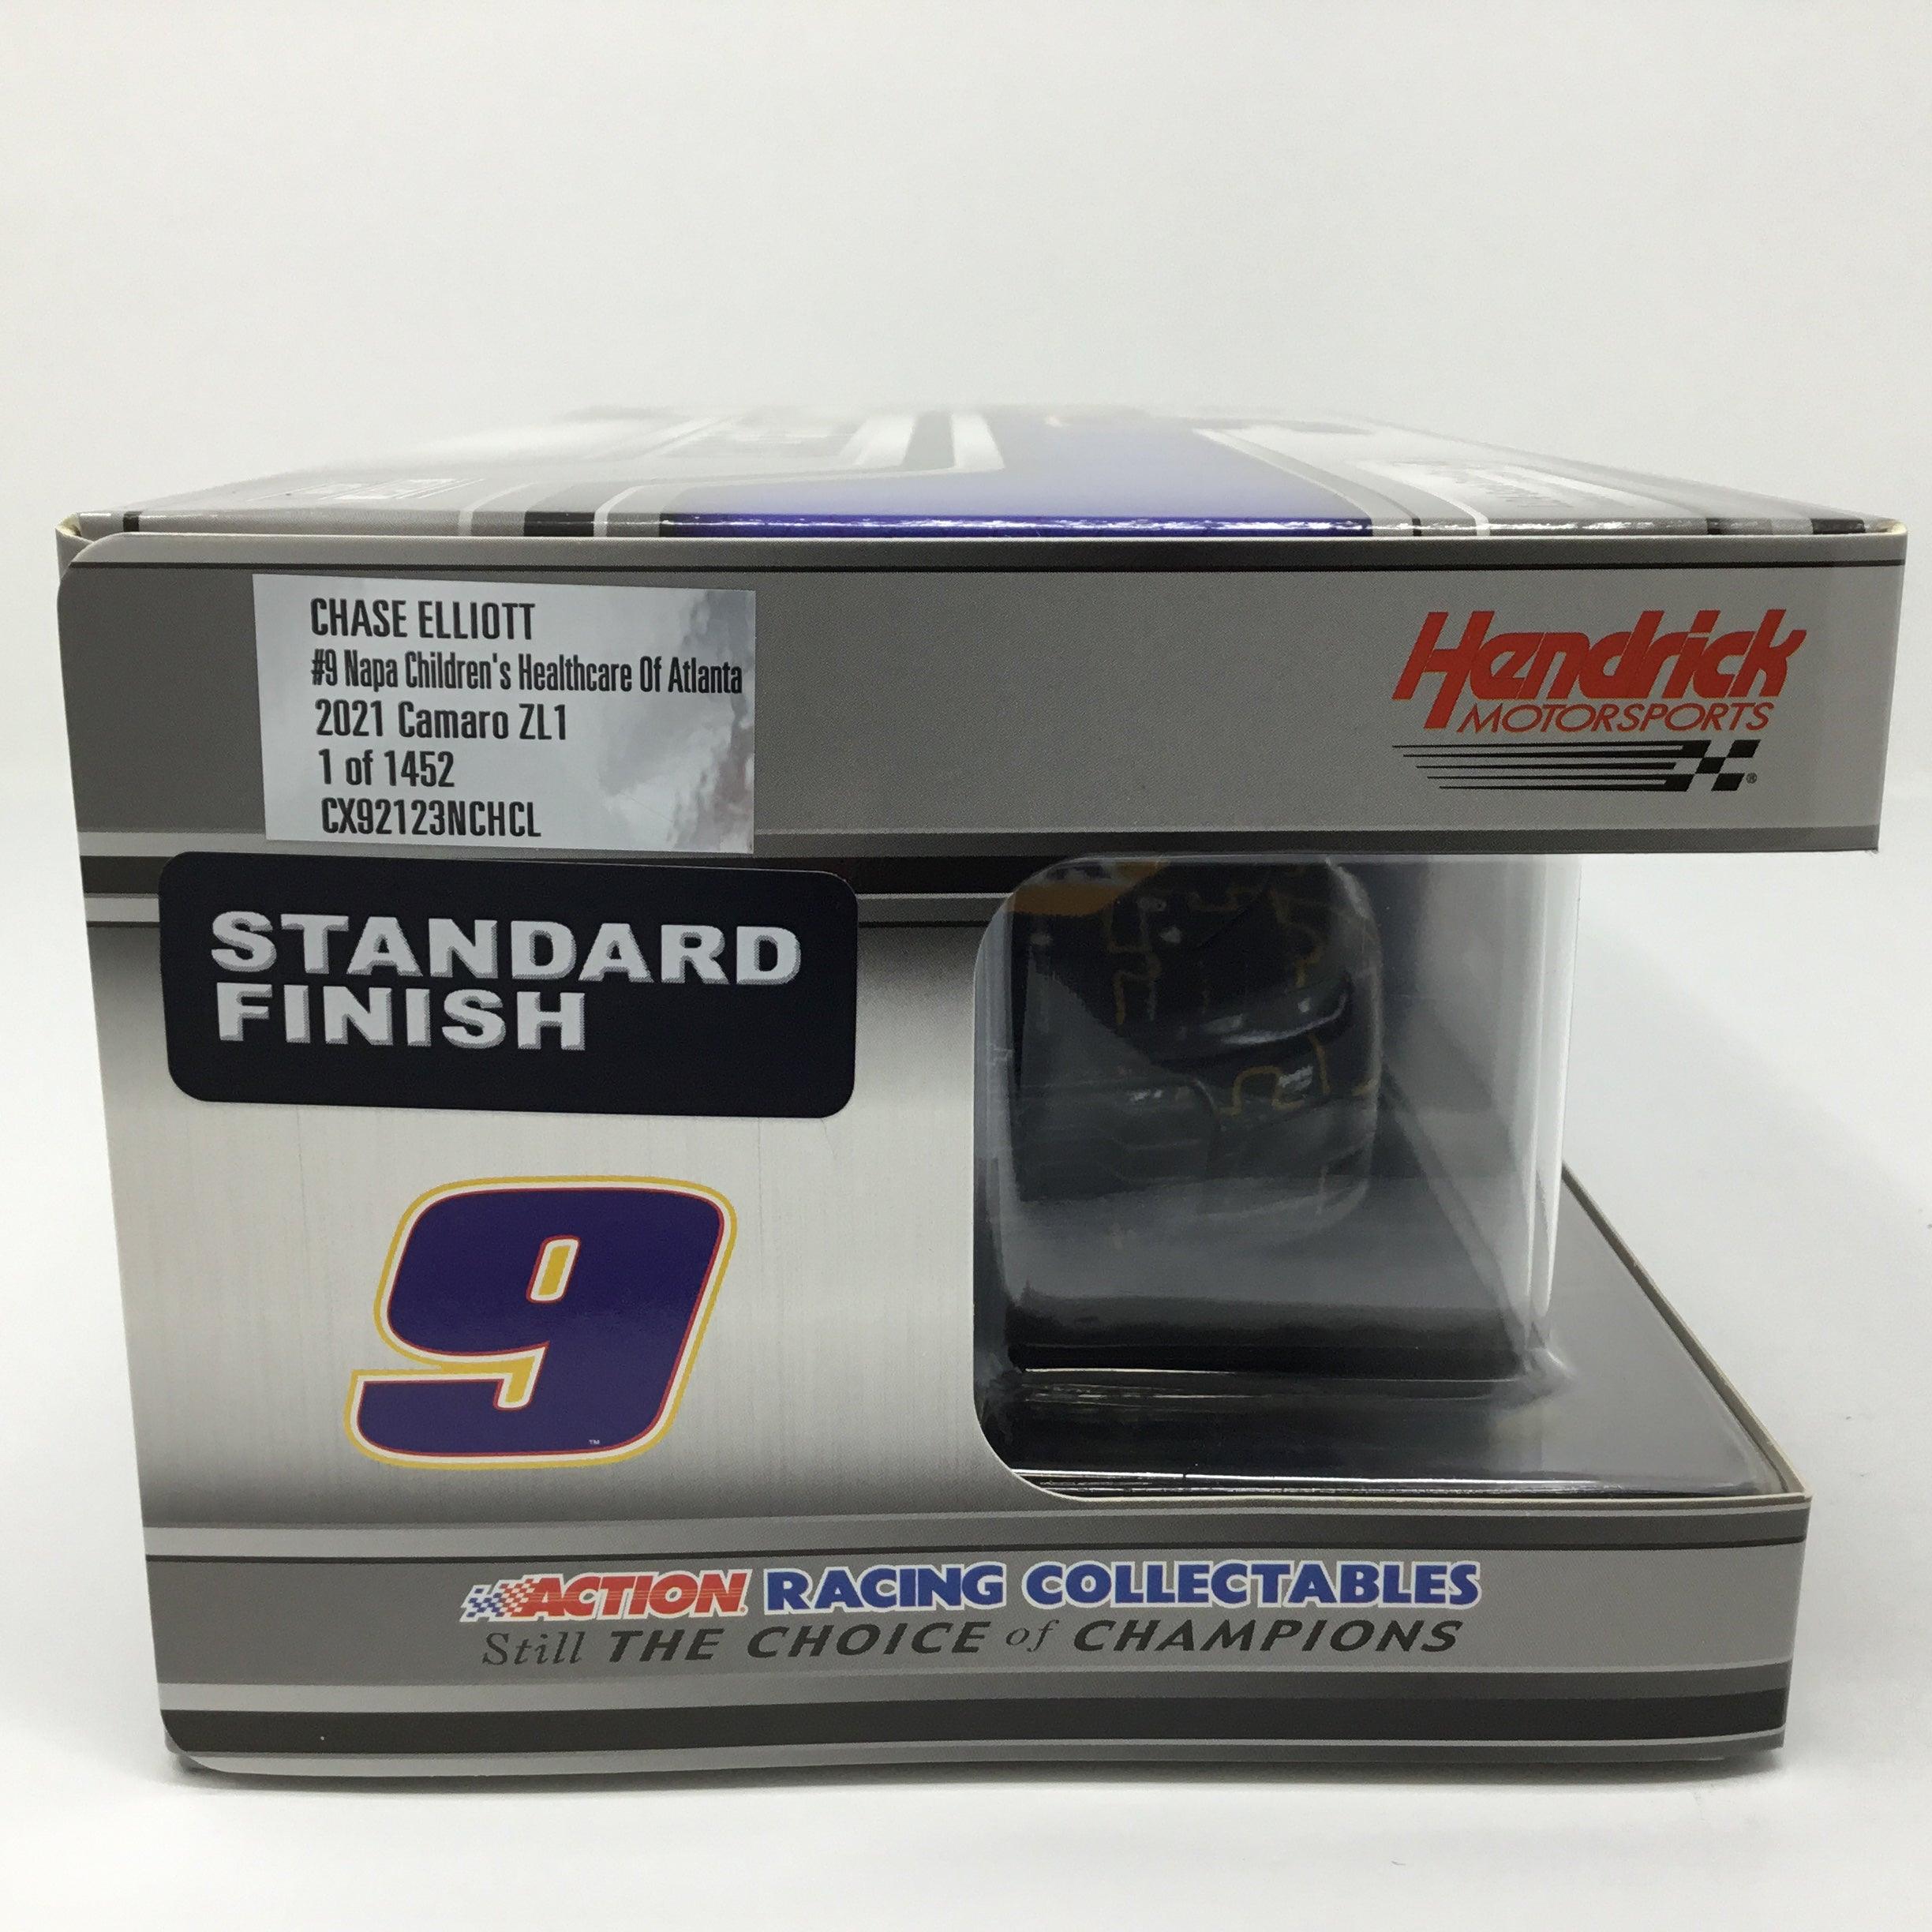 CHASE ELLIOTT
#9 Napa Children's Healthcare Of Atlanta
2021 Camaro ZL1
1 of 1452
CX92123NCHCL
Hendrick
MOTORSPORTS
®
STANDARD
FINISH
9
™
ACTION RACING COLLECTABLES
Still THE CHOICE of CHAMPIONS